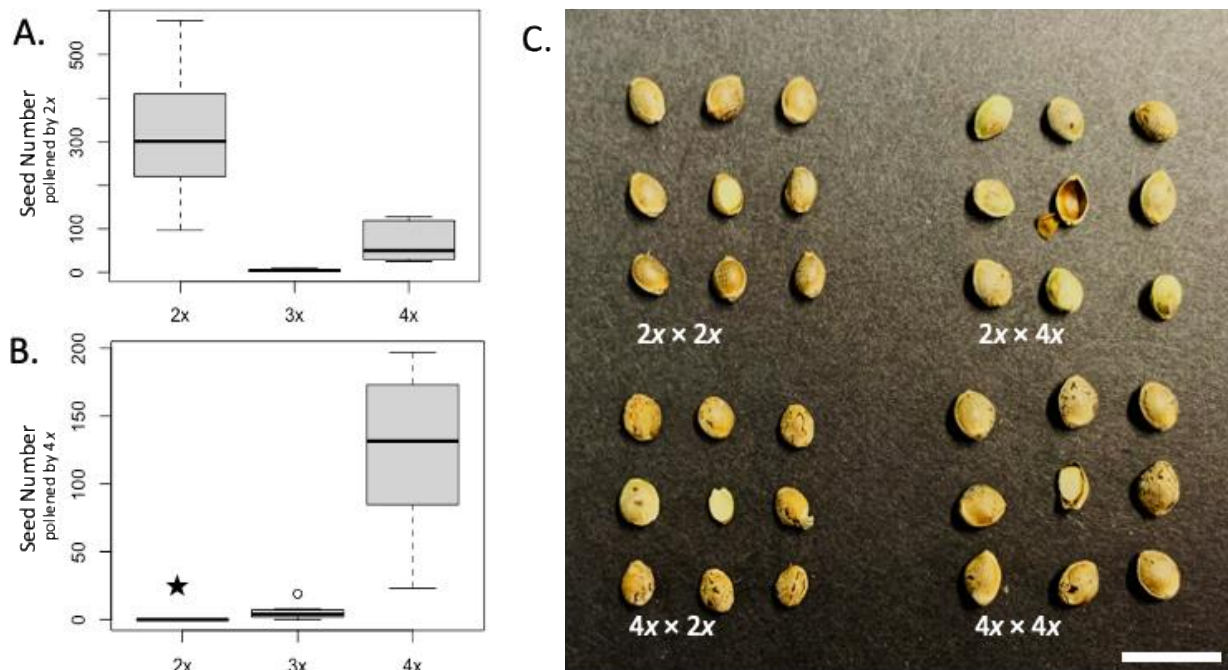 A.
Seed Number
pollened by 2x
500
300
100
0
2x
3x
4x
B.
Seed Number
pollened by 4x
200
150
100
50
0
2x
3x
4x
C.
2x × 2x
2x × 4x
4x × 2x
4x × 4x